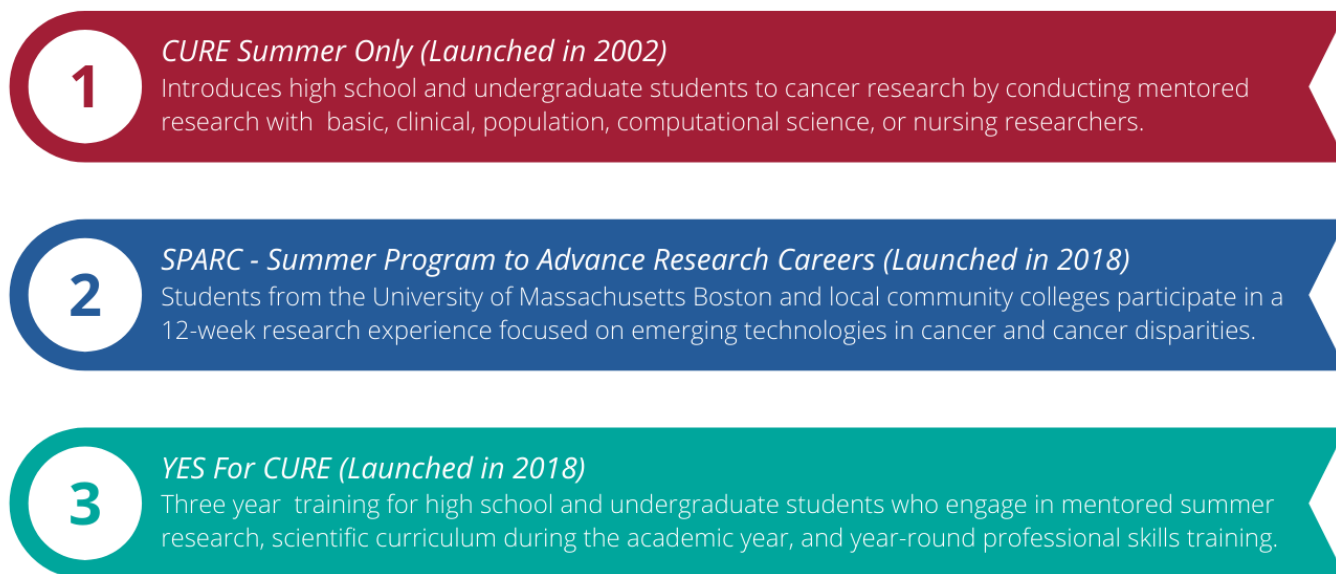 1
CURE Summer Only (Launched in 2002)
Introduces high school and undergraduate students to cancer research by conducting mentored
research with  basic, clinical, population, computational science, or nursing researchers.
2
SPARC - Summer Program to Advance Research Careers (Launched in 2018)
Students from the University of Massachusetts Boston and local community colleges participate in a
12-week research experience focused on emerging technologies in cancer and cancer disparities.
3
YES For CURE (Launched in 2018)
Three year  training for high school and undergraduate students who engage in mentored summer
research, scientific curriculum during the academic year, and year-round professional skills training.